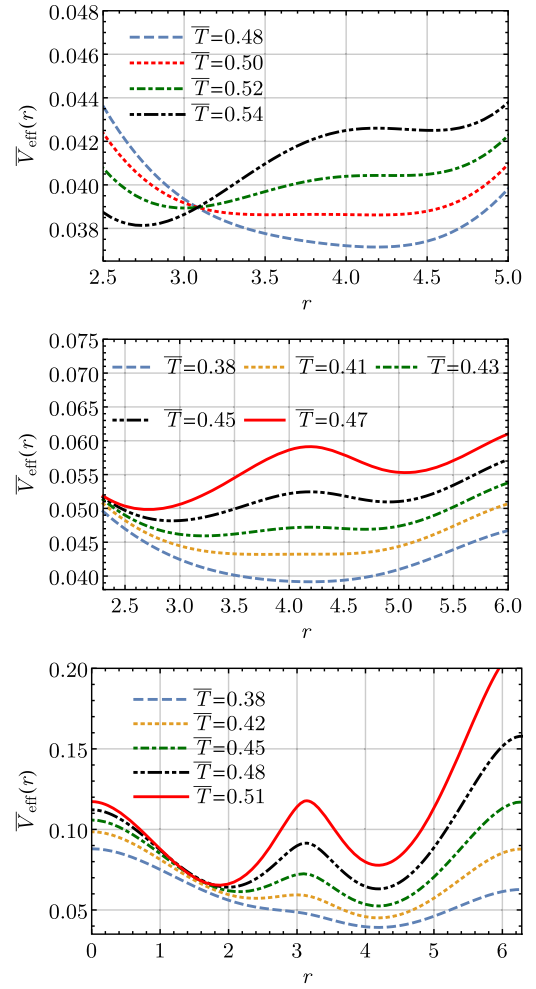 0.048
0.046
0.044
0.042
0.040
0.038
2.5 3.0 3.5 4.0 4.5 5.0
r
V̅eff(r)
T̅=0.48
T̅=0.50
T̅=0.52
T̅=0.54
0.075
0.070
0.065
0.060
0.055
0.050
0.045
0.040
2.5 3.0 3.5 4.0 4.5 5.0 5.5 6.0
r
V̅eff(r)
T̅=0.38 T̅=0.41 T̅=0.43
T̅=0.45 T̅=0.47
0.20
0.15
0.10
0.05
0 1 2 3 4 5 6
r
V̅eff(r)
T̅=0.38
T̅=0.42
T̅=0.45
T̅=0.48
T̅=0.51